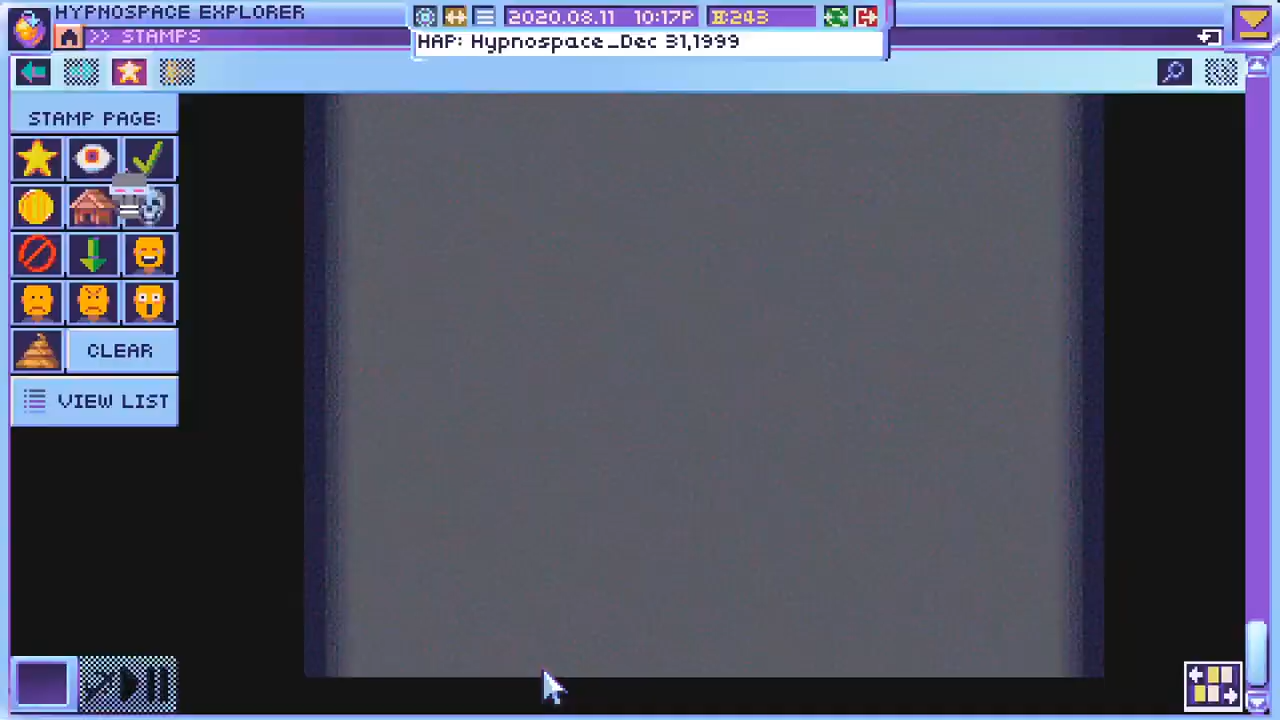 HYPNOSPACE EXPLORER
>> STAMPS
2020.08.11 10:17P
243
HAP: Hypnospace_Dec 31,1999
STAMP PAGE:
CLEAR
VIEW LIST